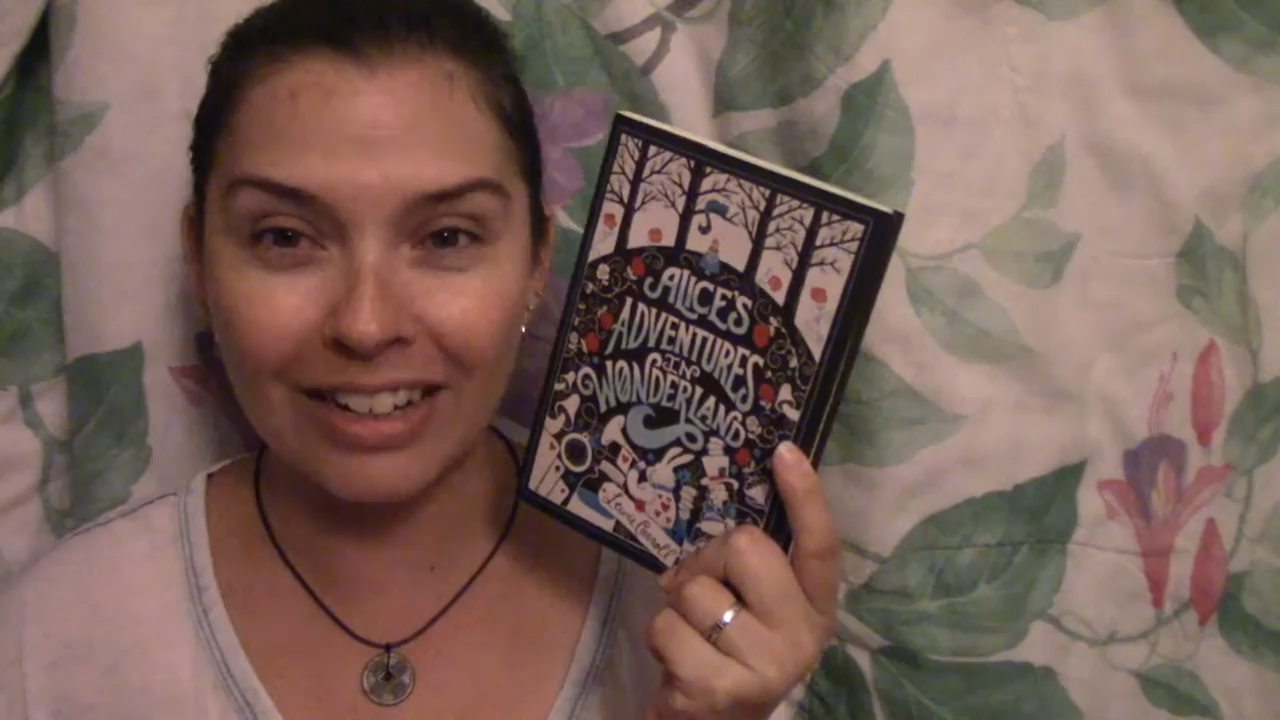 ALICE'S
ADVENTURES
IN
WONDERLAND
Lewis Carroll